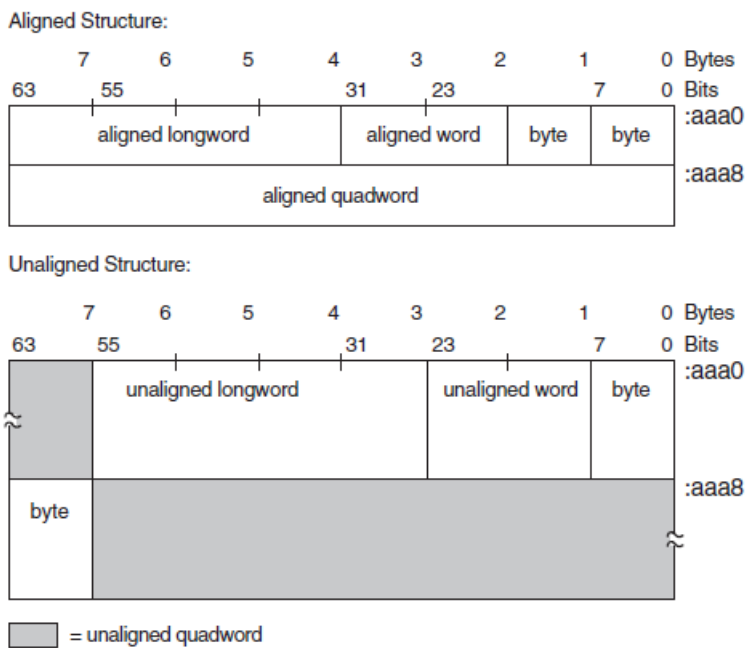 Aligned Structure:
7 6 5 4 3 2 1 0 Bytes
63 55 31 23 7 0 Bits
:aaa0
aligned longword aligned word byte byte
:aaa8
aligned quadword
Unaligned Structure:
7 6 5 4 3 2 1 0 Bytes
63 55 31 23 7 0 Bits
:aaa0
unaligned longword unaligned word byte
:aaa8
byte
= unaligned quadword